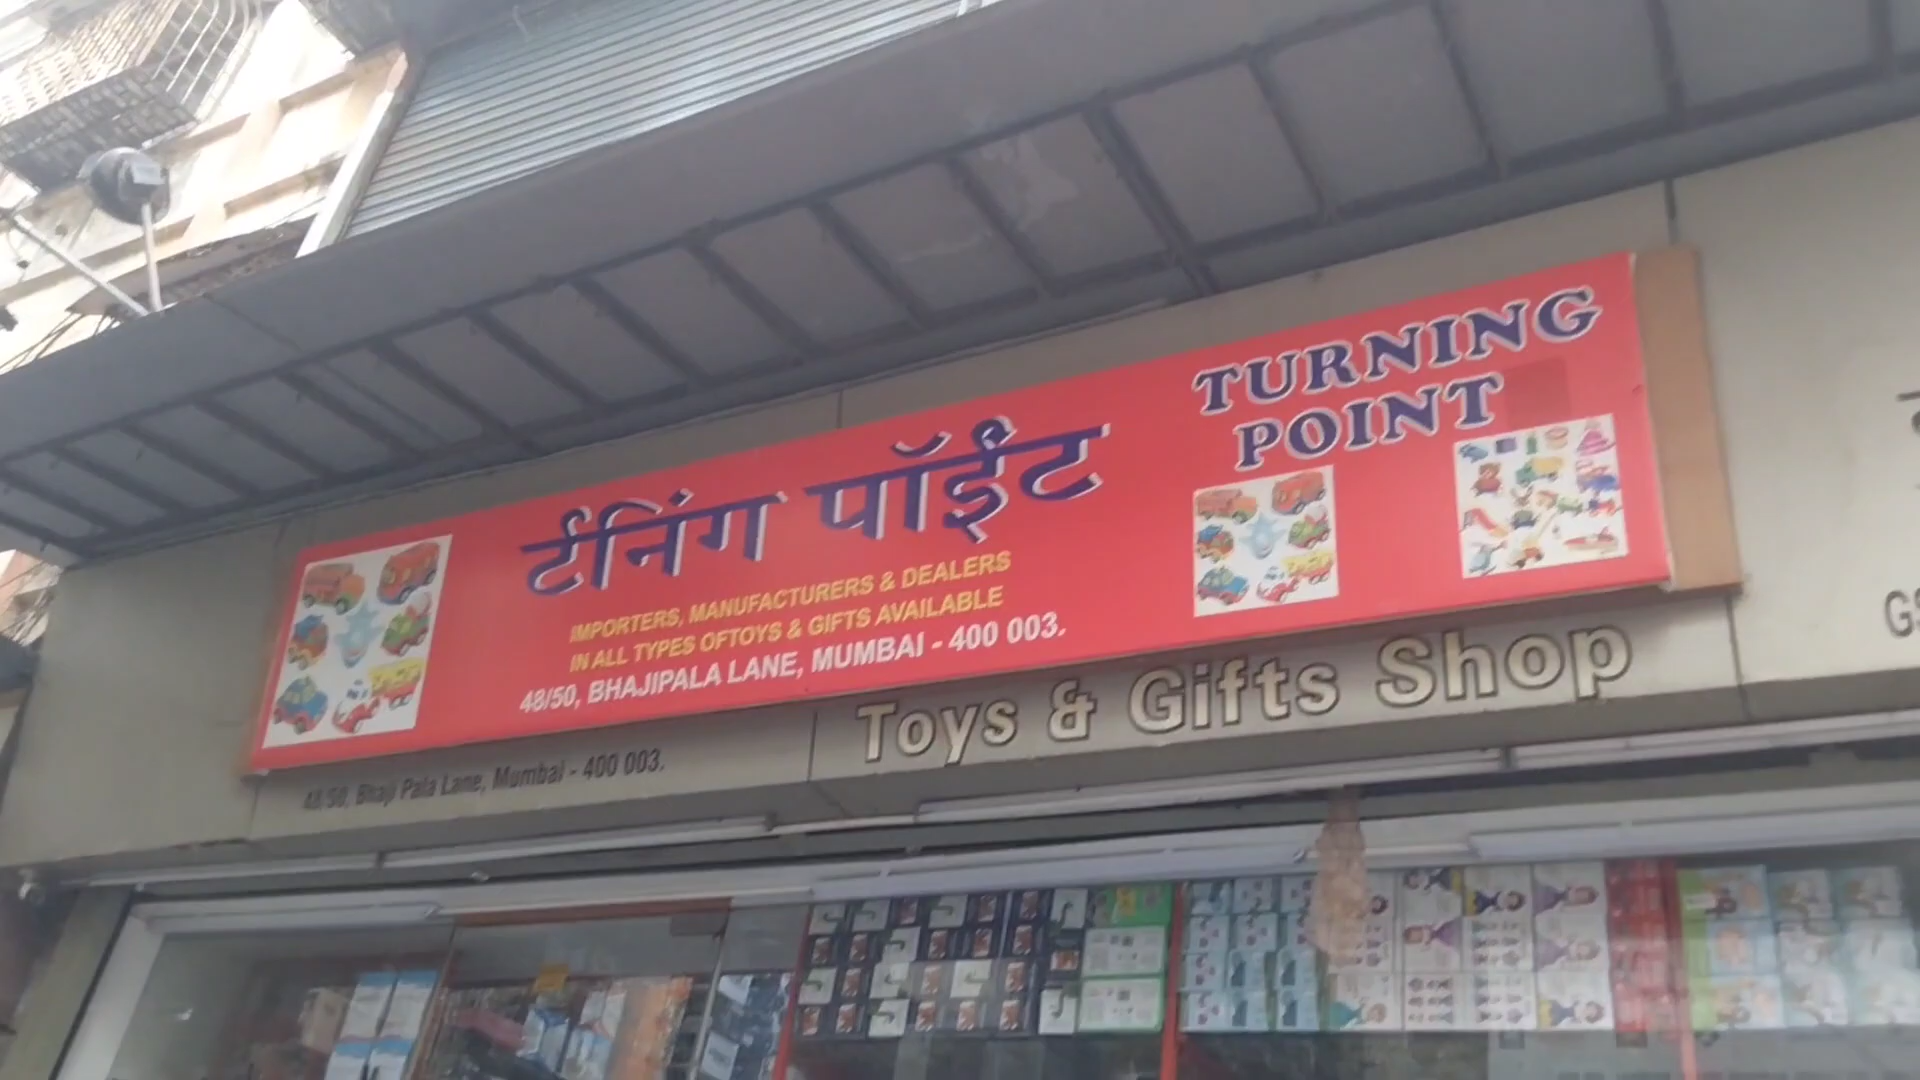 टर्निंग पॉईंट
TURNING
POINT
IMPORTERS, MANUFACTURERS & DEALERS
IN ALL TYPES OFTOYS & GIFTS AVAILABLE
48/50, BHAJIPALA LANE, MUMBAI - 400 003.
Toys & Gifts Shop
48/50, Bhaji Pala Lane, Mumbai - 400 003.